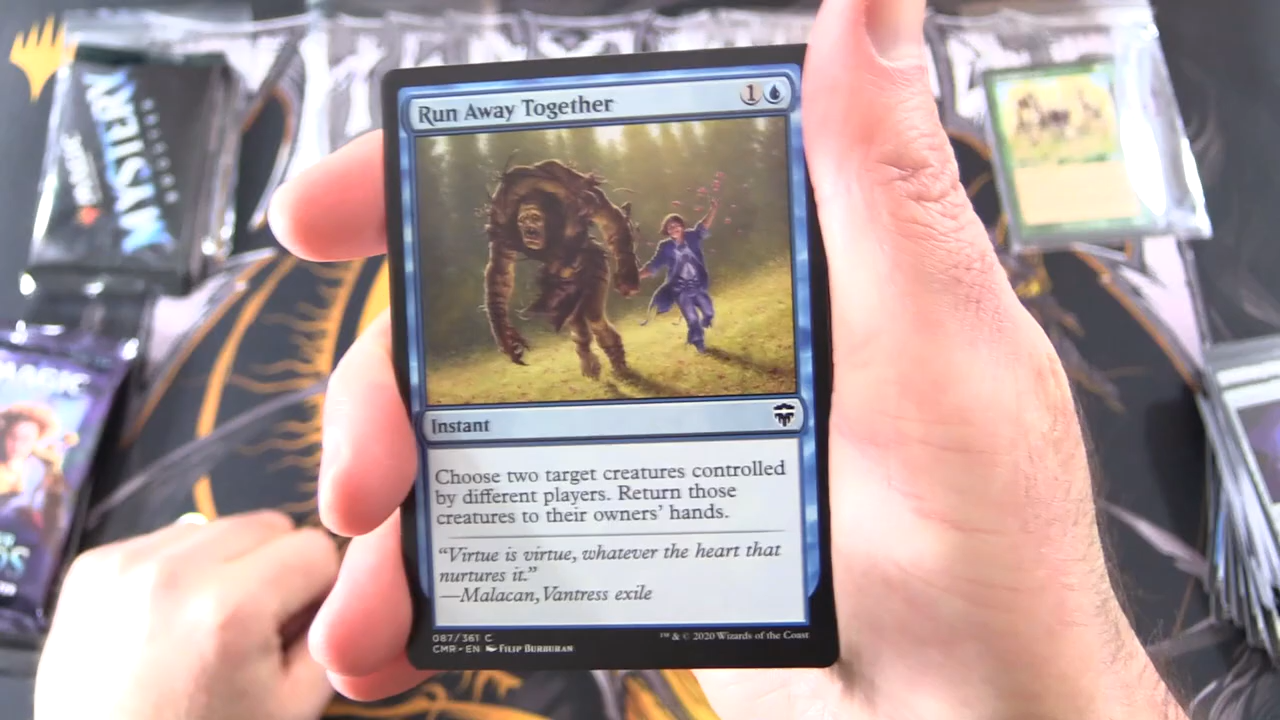 Run Away Together
1
Instant
Choose two target creatures controlled
by different players. Return those
creatures to their owners' hands.
"Virtue is virtue, whatever the heart that
nurtures it."
—Malacan, Vantress exile
087/361 C
CMR • EN Filip Burburan
™ & © 2020 Wizards of the Coast
ARTISAN
MAGIC